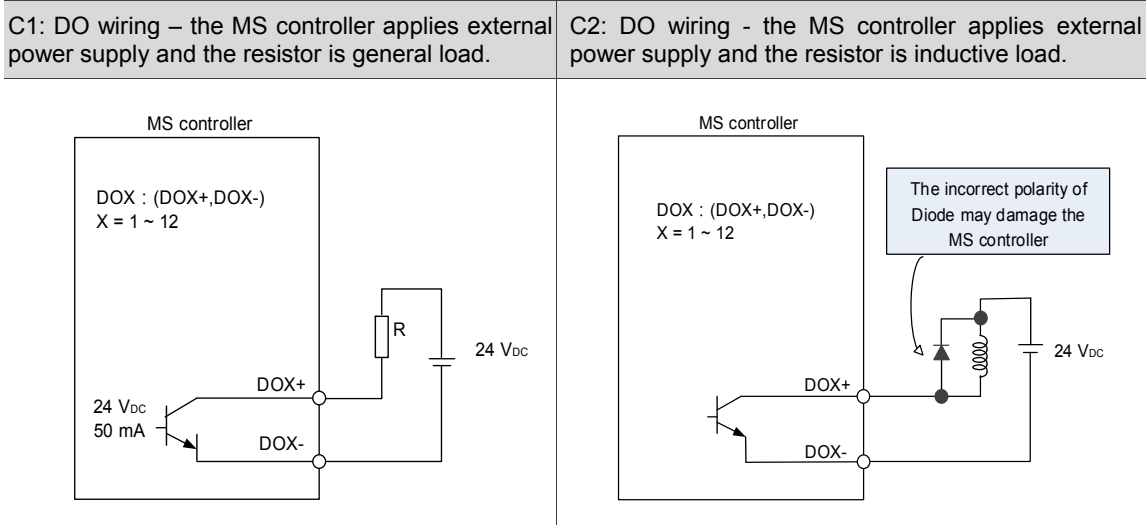 C1: DO wiring – the MS controller applies external
power supply and the resistor is general load.
C2: DO wiring - the MS controller applies external
power supply and the resistor is inductive load.
MS controller
DOX : (DOX+,DOX-)
X = 1 ~ 12
R
24 VDC
DOX+
24 VDC
50 mA
DOX-
MS controller
DOX : (DOX+,DOX-)
X = 1 ~ 12
The incorrect polarity of
Diode may damage the
MS controller
24 VDC
DOX+
DOX-